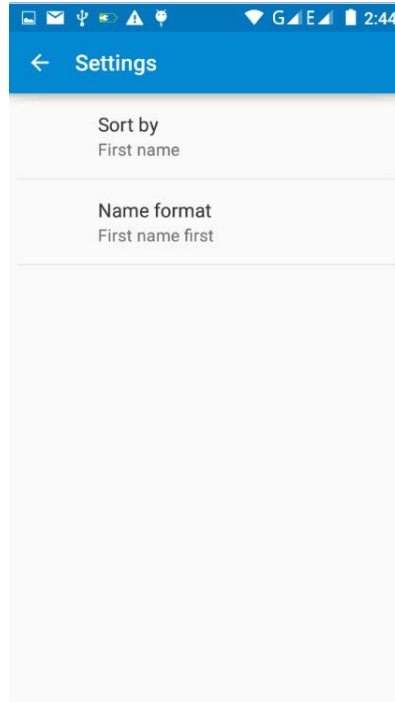 G E 2:44
Settings
Sort by
First name
Name format
First name first